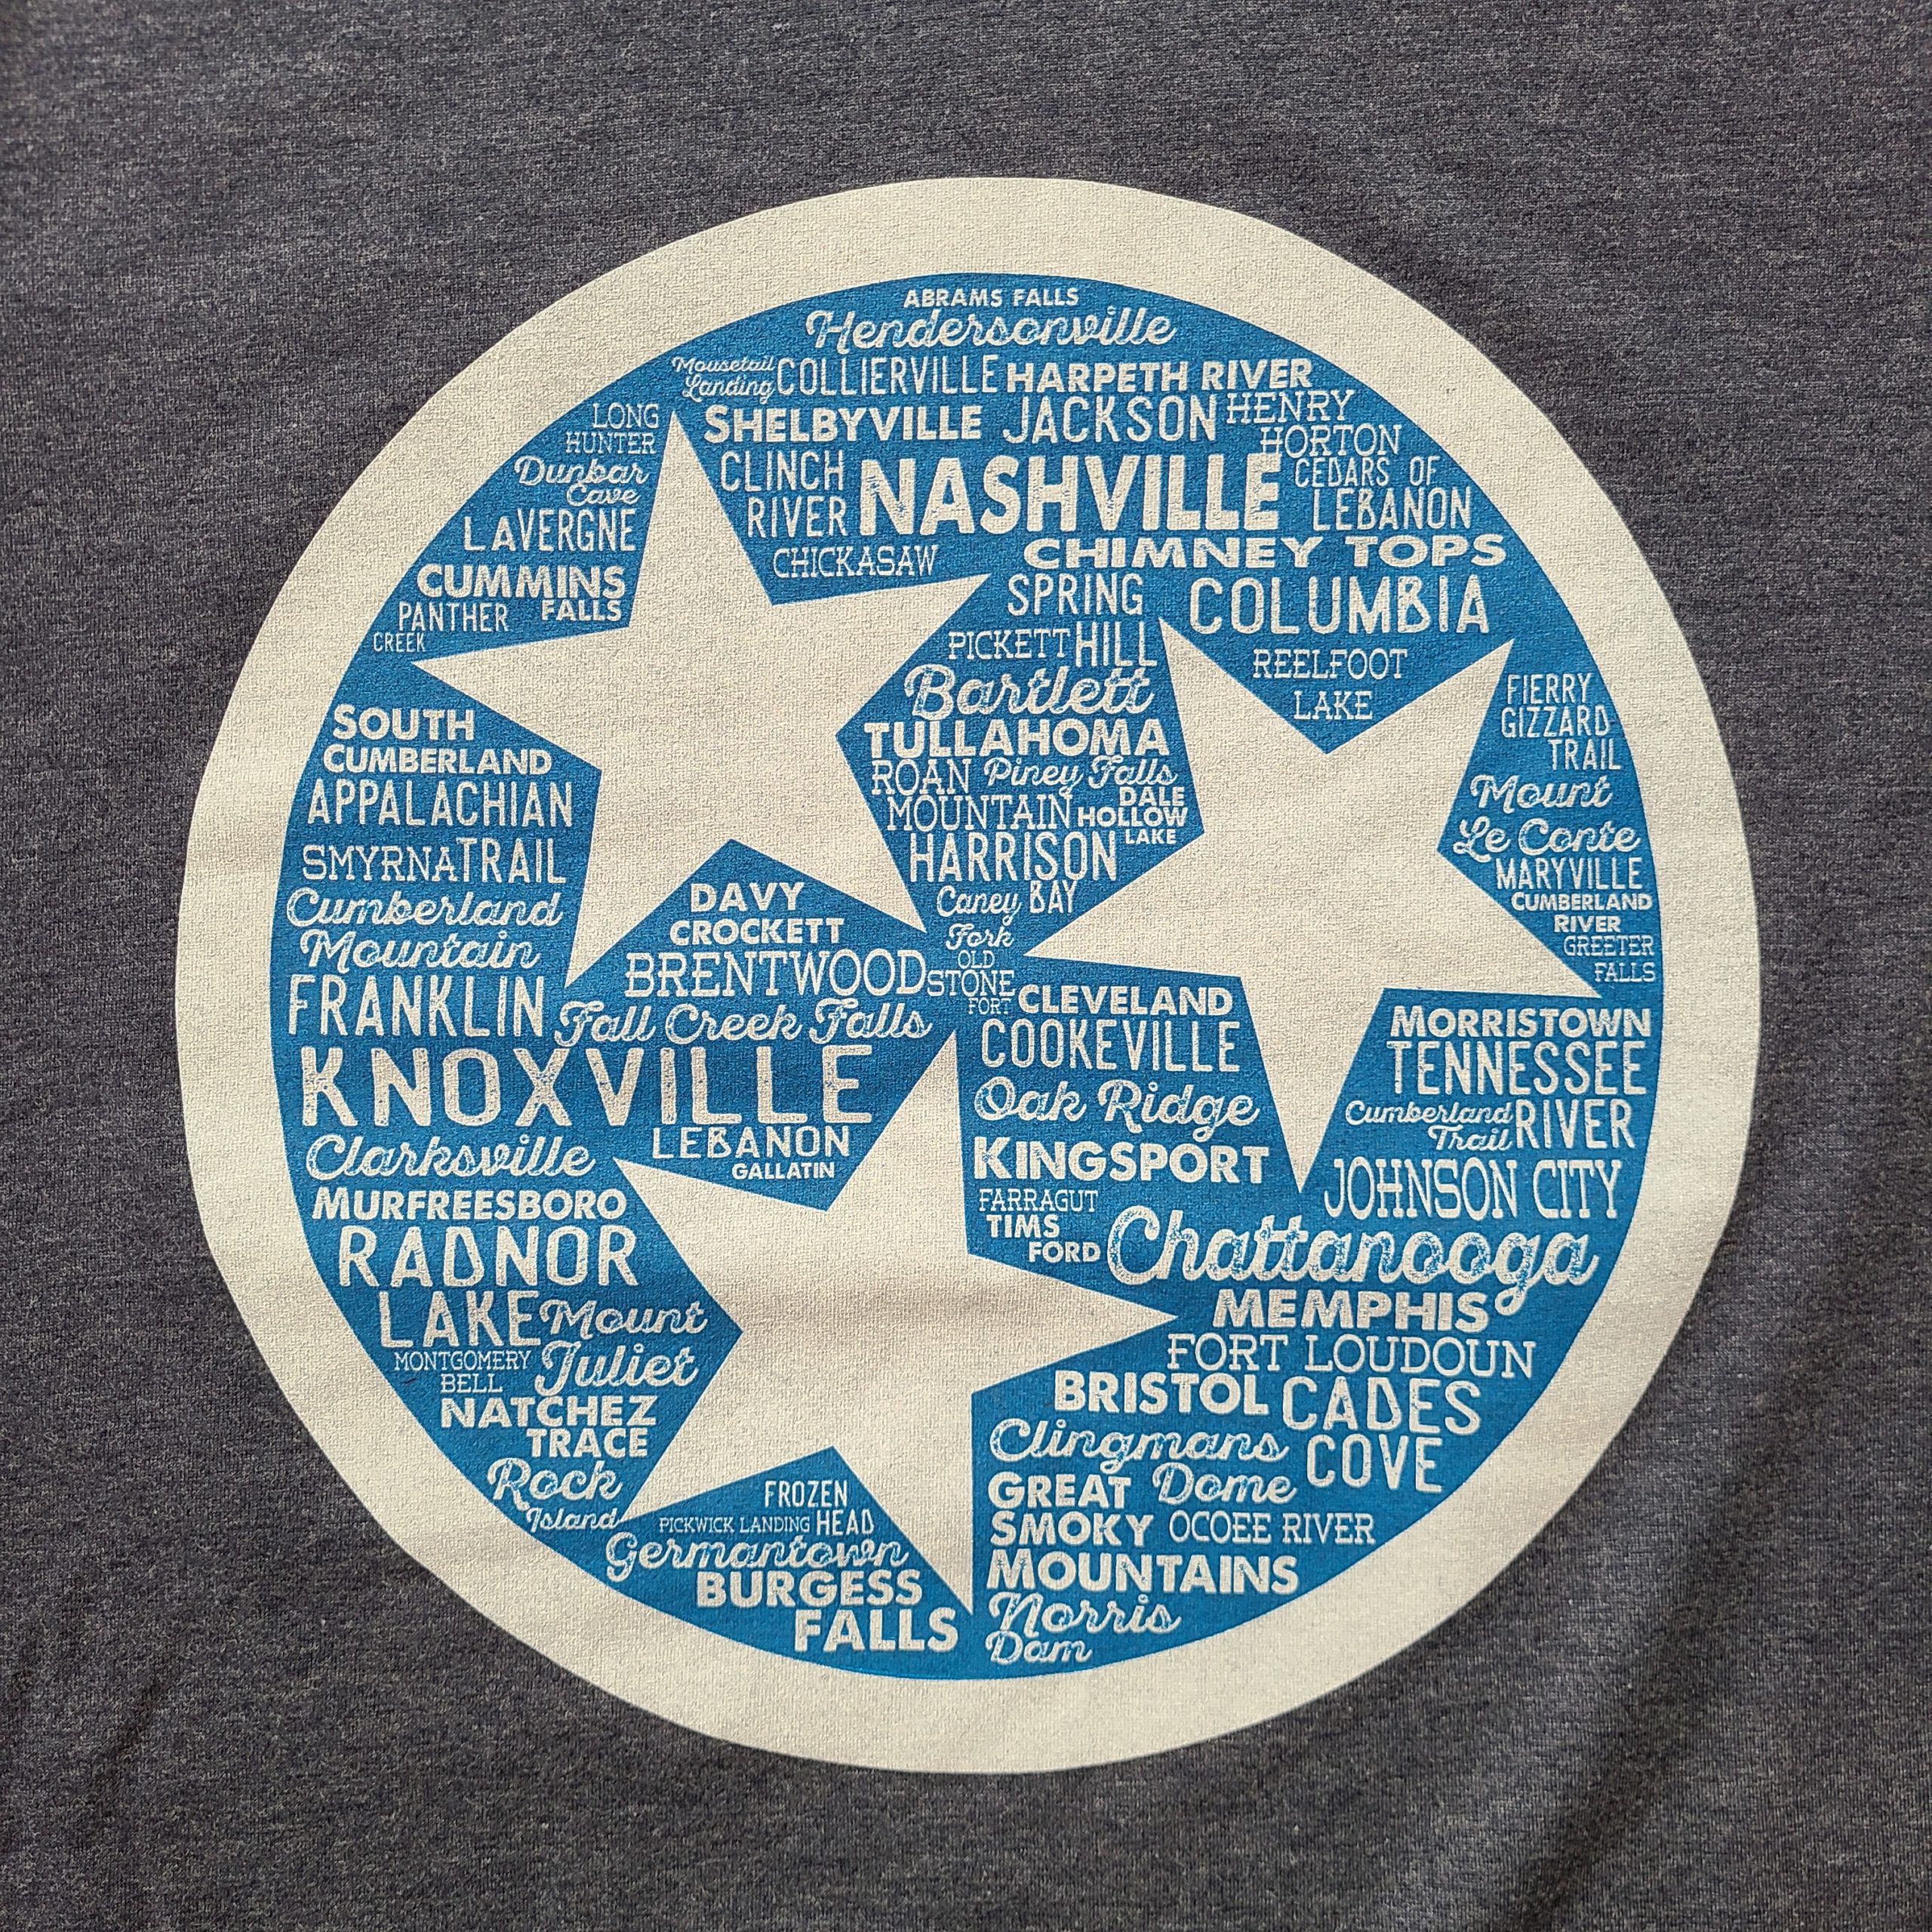 ABRAMS FALLS
Hendersonville
Mousetail
Landing
COLLIERVILLE
HARPETH RIVER
LONG
HUNTER
SHELBYVILLE
JACKSON
HENRY
HORTON
Dunbar
Cave
CLINCH
RIVER
NASHVILLE
CEDARS OF
LEBANON
LAVERGNE
CHICKASAW
CHIMNEY TOPS
CUMMINS
FALLS
PANTHER
CREEK
SPRING
HILL
COLUMBIA
PICKETT
REELFOOT
LAKE
Bartlett
FIERRY
GIZZARD
TRAIL
SOUTH
CUMBERLAND
TULLAHOMA
ROAN
MOUNTAIN
Piney Falls
DALE
HOLLOW
LAKE
Mount
Le Conte
APPALACHIAN
TRAIL
SMYRNA
HARRISON
BAY
MARYVILLE
Cumberland
Mountain
DAVY
CROCKETT
Caney
Fork
CUMBERLAND
RIVER
GREETER
FALLS
BRENTWOOD
OLD
STONE
FORT
FRANKLIN
Fall Creek Falls
CLEVELAND
MORRISTOWN
KNOXVILLE
COOKEVILLE
TENNESSEE
RIVER
LEBANON
GALLATIN
Oak Ridge
Cumberland
Trail
Clarksville
KINGSPORT
JOHNSON CITY
MURFREESBORO
FARRAGUT
TIMS
FORD
Chattanooga
RADNOR
LAKE
Mount
Juliet
MEMPHIS
MONTGOMERY
BELL
FORT LOUDOUN
NATCHEZ
TRACE
BRISTOL
CADES
COVE
Clingmans
Dome
Rock
Island
FROZEN
HEAD
PICKWICK LANDING
GREAT
SMOKY
MOUNTAINS
OCOEE RIVER
Germantown
BURGESS
FALLS
Norris
Dam